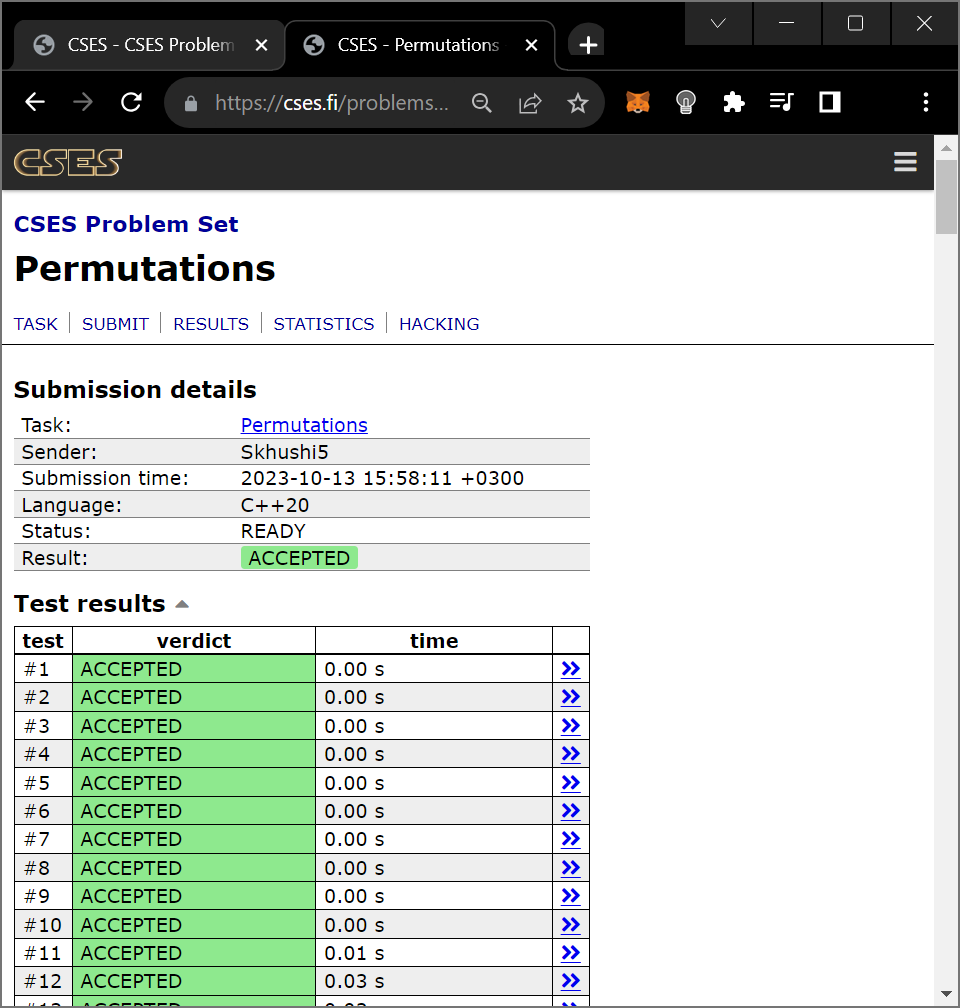 CSES - CSES Problem
CSES - Permutations
https://cses.fi/problems...
CSES
CSES Problem Set
Permutations
TASK SUBMIT RESULTS STATISTICS HACKING
Submission details
Task: Permutations
Sender: Skhushi5
Submission time: 2023-10-13 15:58:11 +0300
Language: C++20
Status: READY
Result: ACCEPTED
Test results
test verdict time
#1 ACCEPTED 0.00 s »
#2 ACCEPTED 0.00 s »
#3 ACCEPTED 0.00 s »
#4 ACCEPTED 0.00 s »
#5 ACCEPTED 0.00 s »
#6 ACCEPTED 0.00 s »
#7 ACCEPTED 0.00 s »
#8 ACCEPTED 0.00 s »
#9 ACCEPTED 0.00 s »
#10 ACCEPTED 0.00 s »
#11 ACCEPTED 0.01 s »
#12 ACCEPTED 0.03 s »